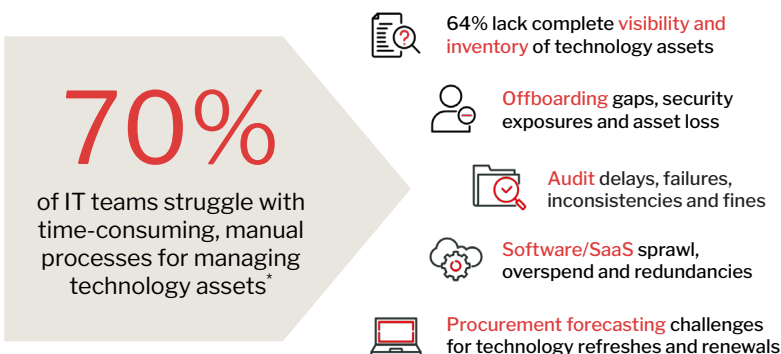 70%
of IT teams struggle with
time-consuming, manual
processes for managing
technology assets*
64% lack complete visibility and
inventory of technology assets
Offboarding gaps, security
exposures and asset loss
Audit delays, failures,
inconsistencies and fines
Software/SaaS sprawl,
overspend and redundancies
Procurement forecasting challenges
for technology refreshes and renewals